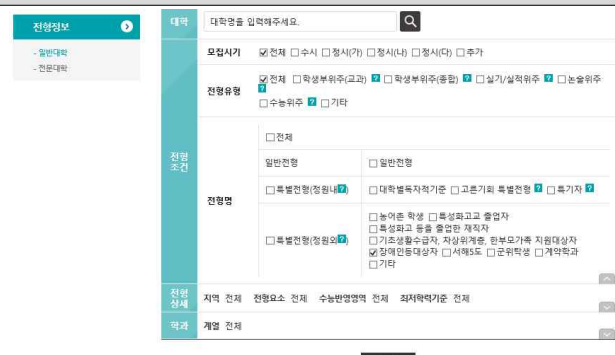 전형정보
- 일반대학
- 전문대학
대학 대학명을 입력해주세요.
모집시기 전체 수시 정시(가) 정시(나) 정시(다) 추가
전형유형 전체 학생부위주(교과) ? 학생부위주(종합) ? 실기/실적위주 ? 논술위주
?
수능위주 ? 기타
전형
조건
전형명
전체
일반전형 일반전형
특별전형(정원내?) 대학별독자적기준 고른기회 특별전형 ? 특기자 ?
특별전형(정원외?)
농어촌 학생 특성화고교 졸업자
특성화고 등을 졸업한 재직자
기초생활수급자, 차상위계층, 한부모가족 지원대상자
장애인등대상자 서해5도 군위탁생 계약학과
기타
전형
상세
지역 전체 전형요소 전체 수능반영영역 전체 최저학력기준 전체
학과 계열 전체